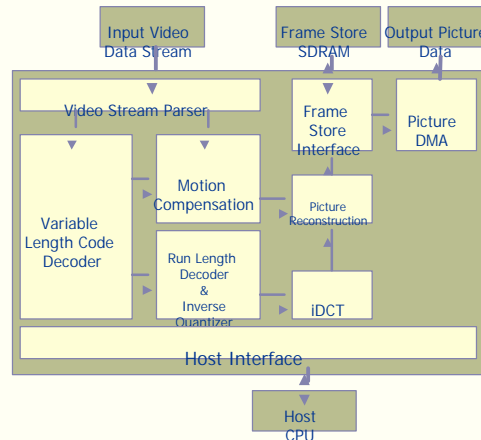 Input Video
Data Stream
Frame Store
SDRAM
Output Picture
Data
Video Stream Parser
Frame
Store
Interface
Picture
DMA
Variable
Length Code
Decoder
Motion
Compensation
Picture
Reconstruction
Run Length
Decoder
&
Inverse
Quantizer
iDCT
Host Interface
Host
CPU